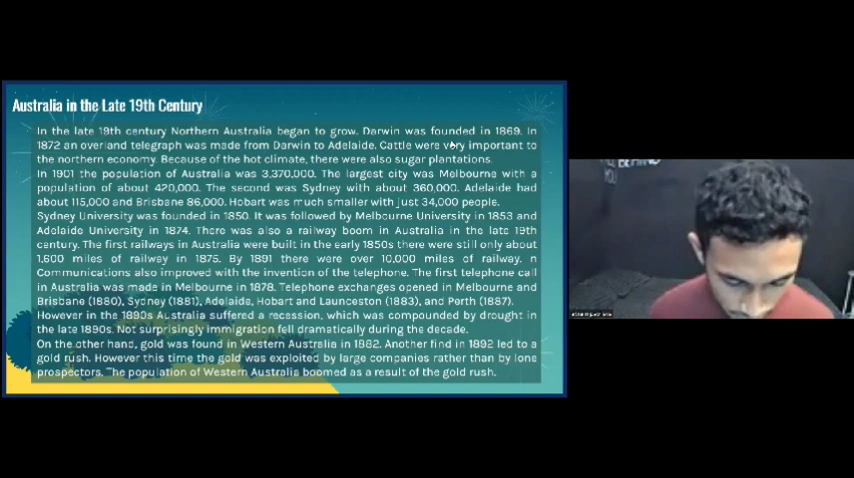 Australia in the Late 19th Century
In the late 19th century Northern Australia began to grow. Darwin was founded in 1869. In
1872 an overland telegraph was made from Darwin to Adelaide. Cattle were very important to
the northern economy. Because of the hot climate, there were also sugar plantations.
In 1901 the population of Australia was 3,370,000. The largest city was Melbourne with a
population of about 420,000. The second was Sydney with about 360,000. Adelaide had
about 115,000 and Brisbane 86,000. Hobart was much smaller with just 34,000 people.
Sydney University was founded in 1850. It was followed by Melbourne University in 1853 and
Adelaide University in 1874. There was also a railway boom in Australia in the late 19th
century. The first railways in Australia were built in the early 1850s there were still only about
1,600 miles of railway in 1875. By 1891 there were over 10,000 miles of railway. n
Communications also improved with the invention of the telephone. The first telephone call
in Australia was made in Melbourne in 1878. Telephone exchanges opened in Melbourne and
Brisbane (1880), Sydney (1881), Adelaide, Hobart and Launceston (1883), and Perth (1887).
However in the 1890s Australia suffered a recession, which was compounded by drought in
the late 1890s. Not surprisingly immigration fell dramatically during the decade.
On the other hand, gold was found in Western Australia in 1882. Another find in 1892 led to a
gold rush. However this time the gold was exploited by large companies rather than by lone
prospectors. The population of Western Australia boomed as a result of the gold rush.
BEHIND